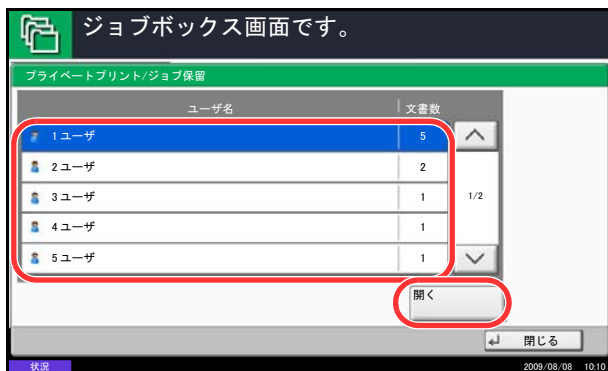 ジョブボックス画面です。
プライベートプリント/ジョブ保留
ユーザ名 文書数
1 ユーザ 5
2 ユーザ 2
3 ユーザ 1 1/2
4 ユーザ 1
5 ユーザ 1
開く
閉じる
状況 2009/08/08 10:10